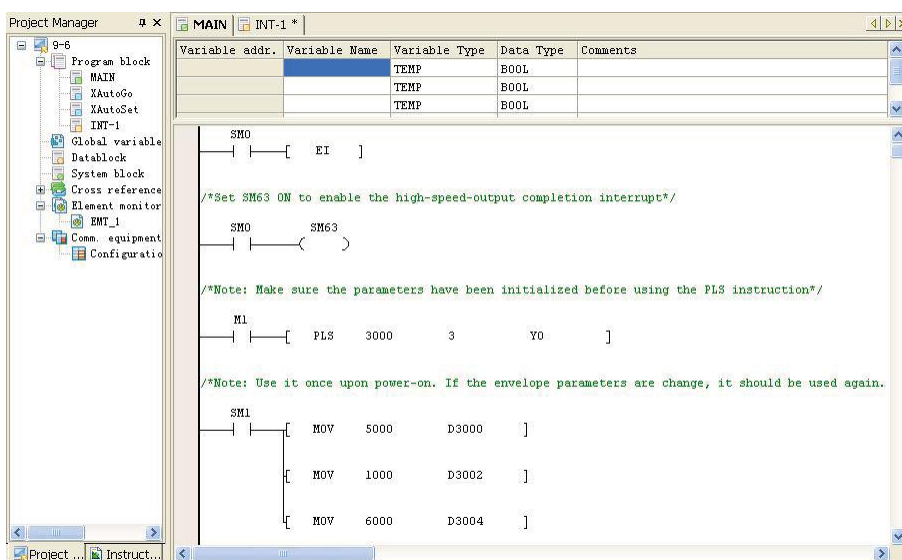 Project Manager
MAIN INT-1 *
9-6
Program block
MAIN
XAutoGo
XAutoSet
INT-1
Global variable
Datablock
System block
Cross reference
Element monitor
EMT_1
Comm. equipment
Configuratio
Variable addr. Variable Name Variable Type Data Type Comments
TEMP BOOL
TEMP BOOL
TEMP BOOL
SM0
[ EI ]
/*Set SM63 ON to enable the high-speed-output completion interrupt*/
SM0 SM63
( )
/*Note: Make sure the parameters have been initialized before using the PLS instruction*/
M1
[ PLS 3000 3 Y0 ]
/*Note: Use it once upon power-on. If the envelope parameters are change, it should be used again.
SM1
[ MOV 5000 D3000 ]
[ MOV 1000 D3002 ]
[ MOV 6000 D3004 ]
Project ... Instruct...